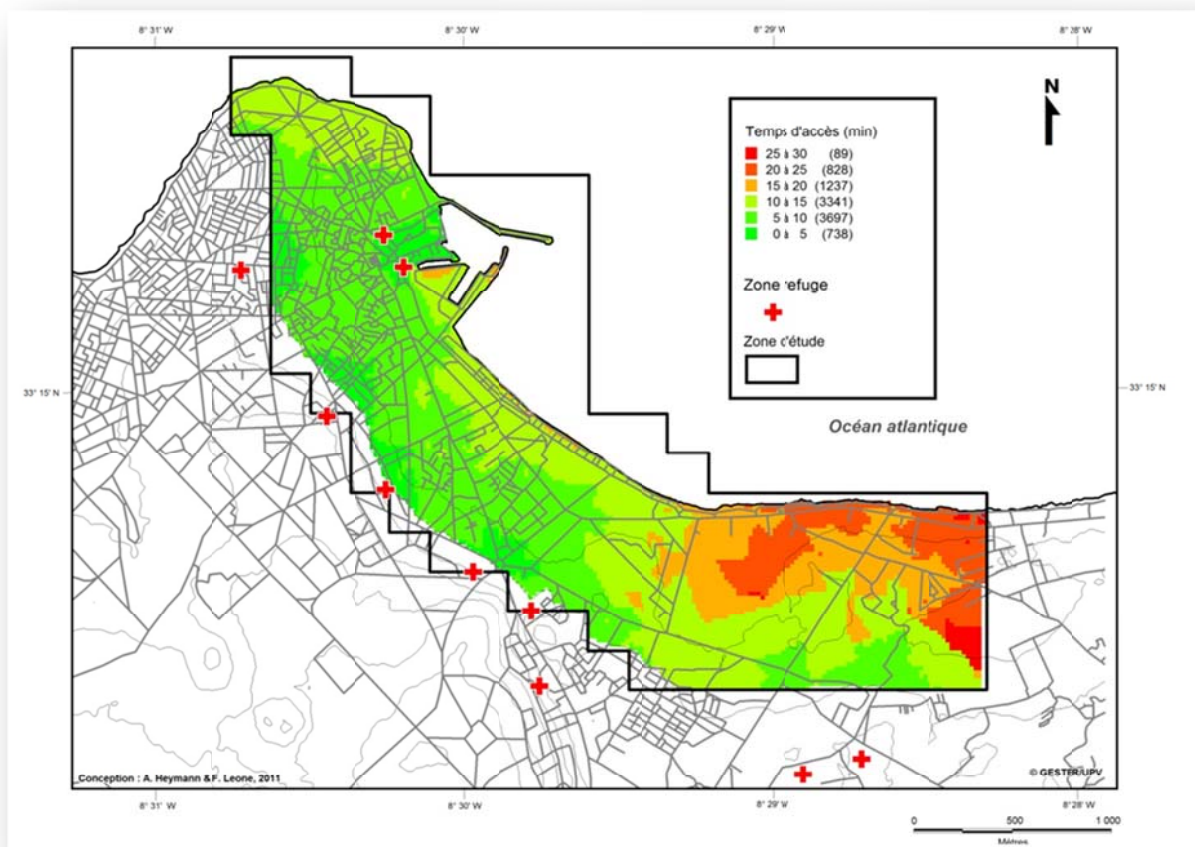 8° 31' W
8° 30' W
8° 29' W
8° 28' W
N
Temps d'accès (min)
25 à 30 (89)
20 à 25 (828)
15 à 20 (1237)
10 à 15 (3341)
5 à 10 (3697)
0 à 5 (738)
Zone refuge
Zone d'étude
33° 15' N
33° 15' N
Océan atlantique
Conception : A. Heymann & F. Leone, 2011
© GESTER/UPV
8° 31' W
8° 30' W
8° 29' W
8° 28' W
0 500 1 000
Mètres